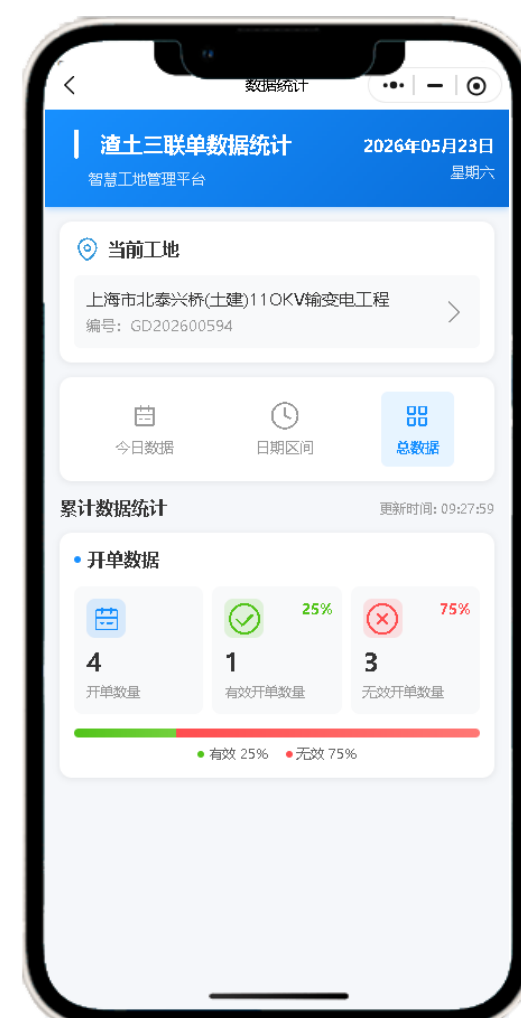 数据统计
渣土三联单数据统计
2026年05月23日
智慧工地管理平台
星期六
当前工地
上海市北泰兴桥(土建)110KV输变电工程
编号：GD202600594
今日数据
日期区间
总数据
累计数据统计
更新时间: 09:27:59
开单数据
25%
75%
4
1
3
开单数量
有效开单数量
无效开单数量
有效 25%
无效 75%